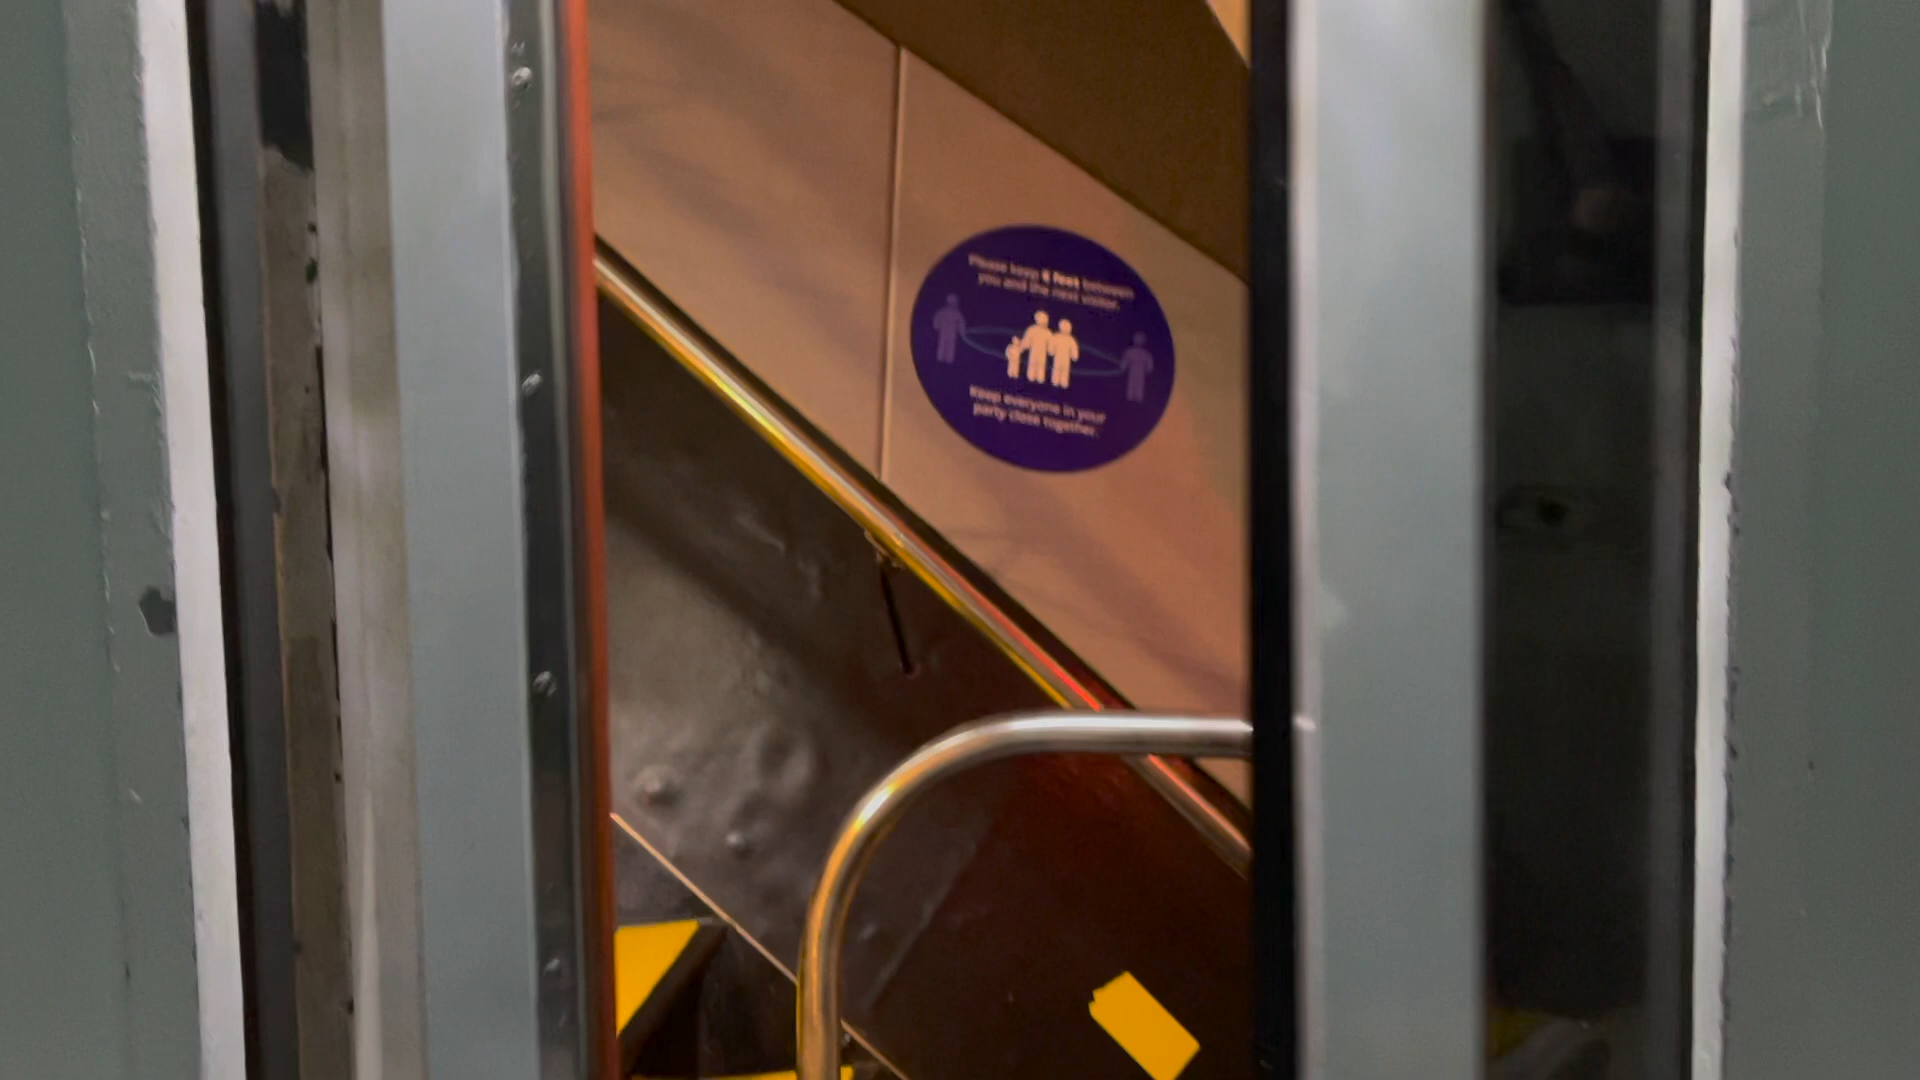 Please keep 6 feet between
you and the next visitor.
Keep everyone in your
party close together.